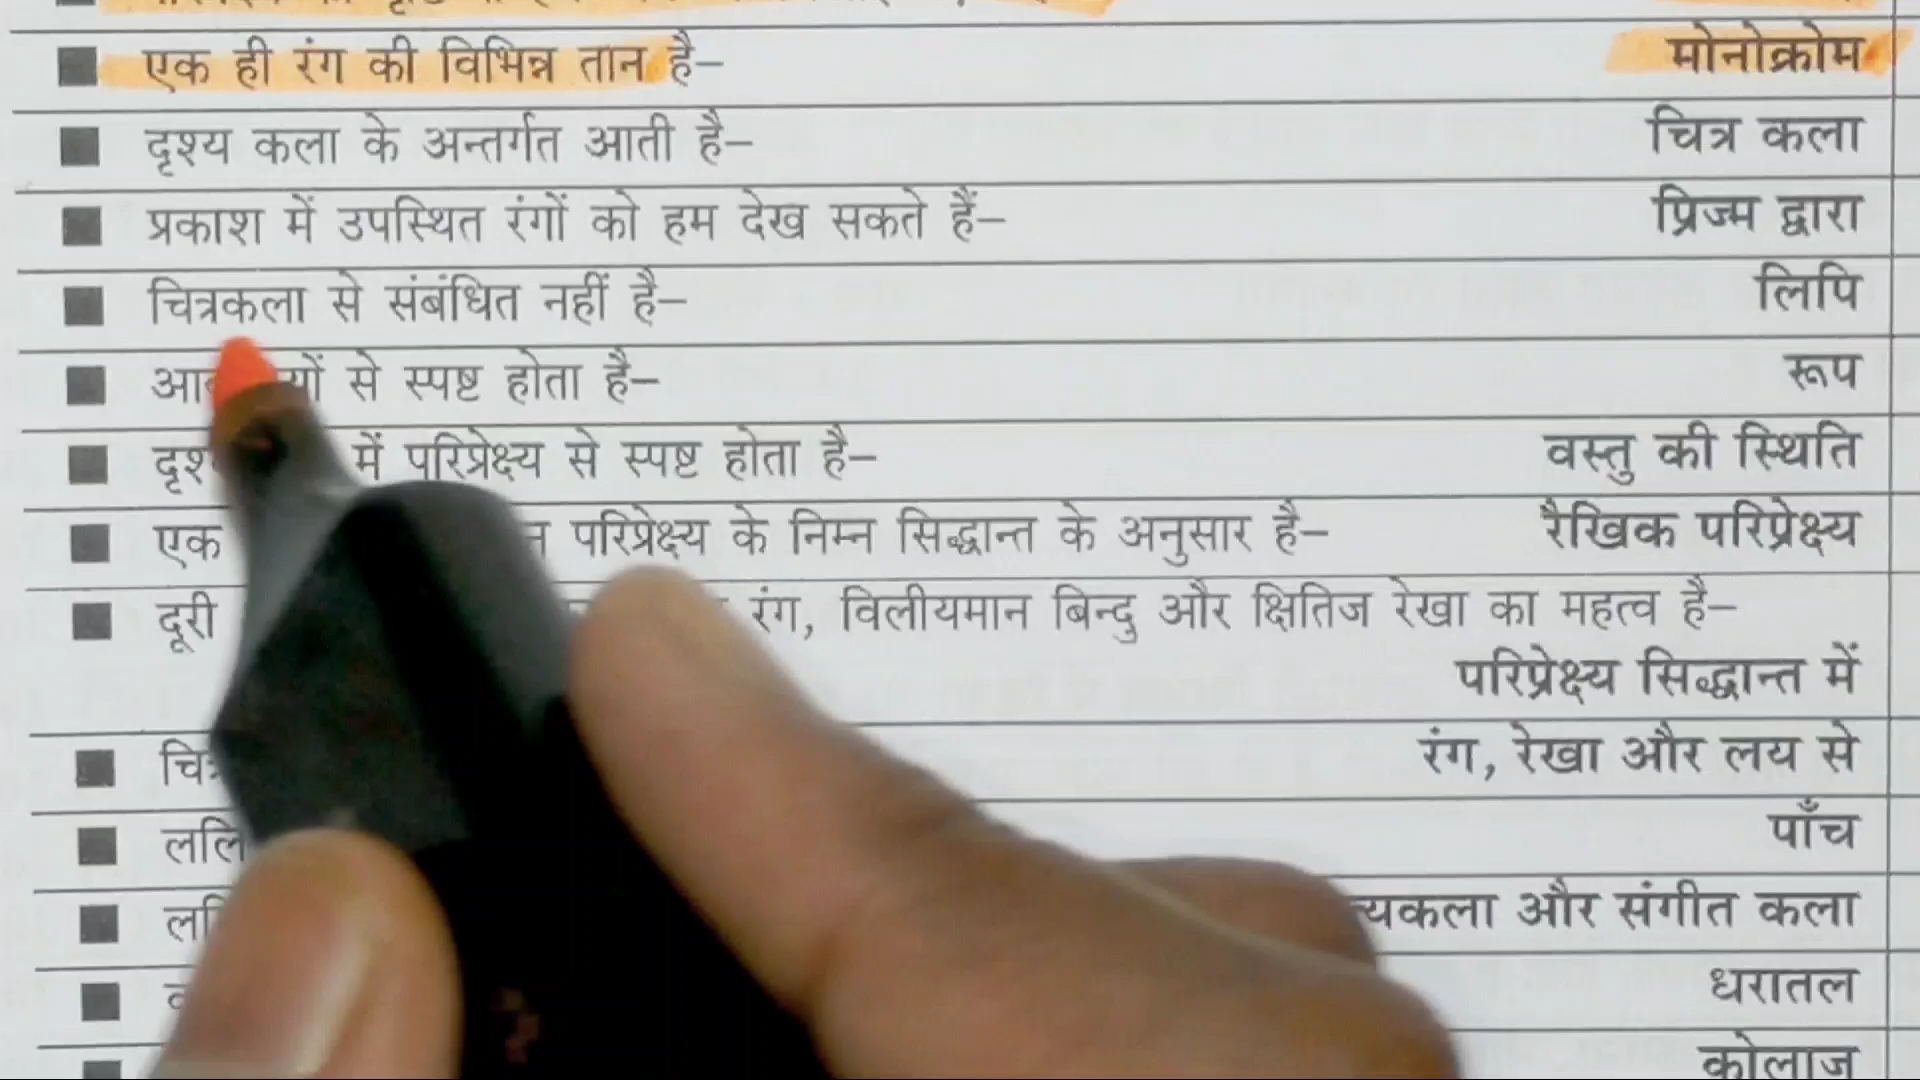 एक ही रंग की विभिन्न तान है– मोनोक्रोम
दृश्य कला के अन्तर्गत आती है– चित्र कला
प्रकाश में उपस्थित रंगों को हम देख सकते हैं– प्रिज्म द्वारा
चित्रकला से संबंधित नहीं है– लिपि
से स्पष्ट होता है– रूप
में परिप्रेक्ष्य से स्पष्ट होता है– वस्तु की स्थिति
एक परिप्रेक्ष्य के निम्न सिद्धान्त के अनुसार है– रैखिक परिप्रेक्ष्य
दूरी रंग, विलीयमान बिन्दु और क्षितिज रेखा का महत्व है–
परिप्रेक्ष्य सिद्धान्त में
रंग, रेखा और लय से
पाँच
और संगीत कला
धरातल
कोलाज